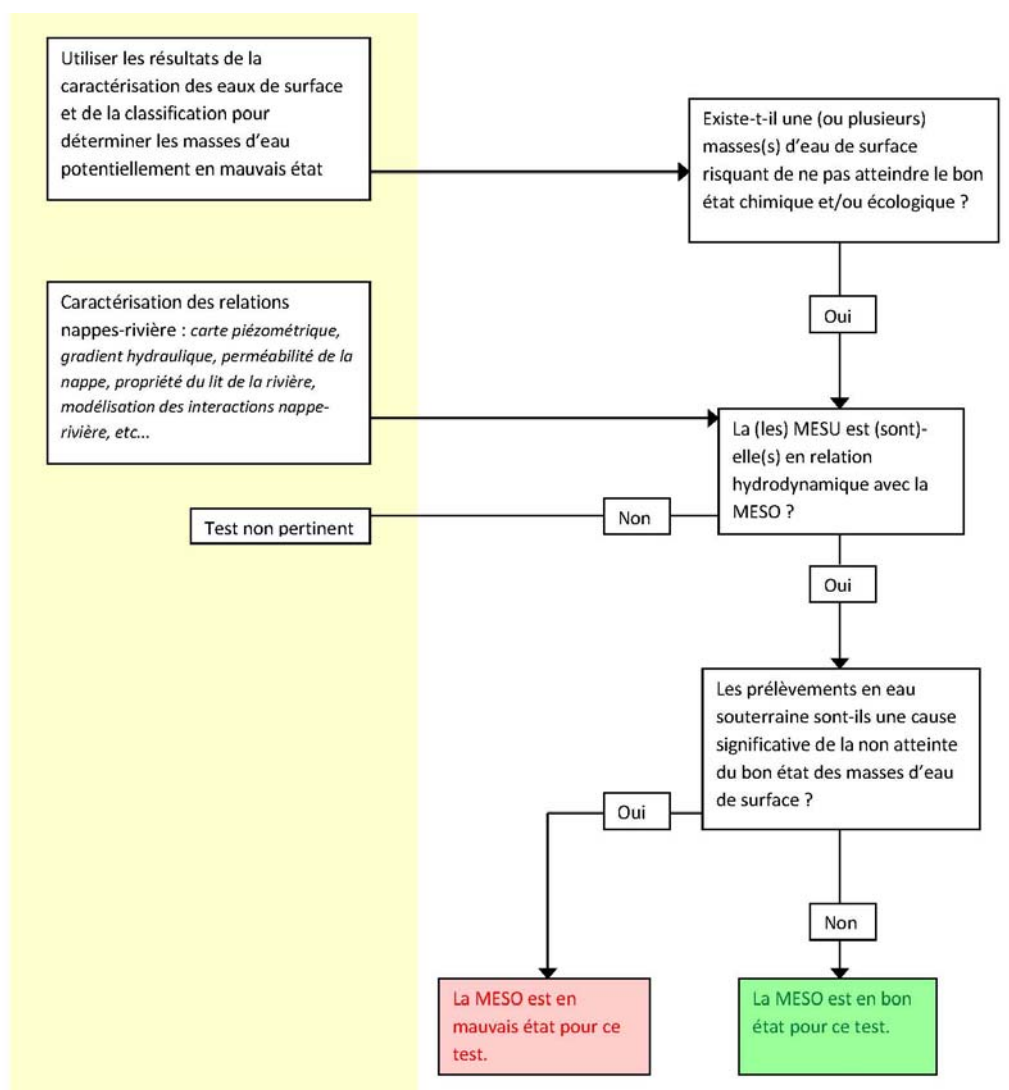 Utiliser les résultats de la
caractérisation des eaux de surface
et de la classification pour
déterminer les masses d'eau
potentiellement en mauvais état
Existe-t-il une (ou plusieurs)
masses(s) d'eau de surface
risquant de ne pas atteindre le bon
état chimique et/ou écologique ?
Oui
Caractérisation des relations
nappes-rivière : carte piézométrique,
gradient hydraulique, perméabilité de la
nappe, propriété du lit de la rivière,
modélisation des interactions nappe-
rivière, etc...
La (les) MESU est (sont)-
elle(s) en relation
hydrodynamique avec la
MESO ?
Non
Test non pertinent
Oui
Les prélèvements en eau
souterraine sont-ils une cause
significative de la non atteinte
du bon état des masses d'eau
de surface ?
Oui
Non
La MESO est en
mauvais état pour ce
test.
La MESO est en bon
état pour ce test.